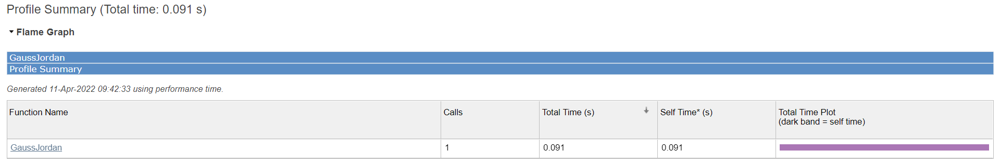 Profile Summary (Total time: 0.091 s)
Flame Graph
GaussJordan
Profile Summary
Generated 11-Apr-2022 09:42:33 using performance time.
Function Name Calls Total Time (s) Self Time* (s) Total Time Plot
(dark band = self time)
GaussJordan 1 0.091 0.091